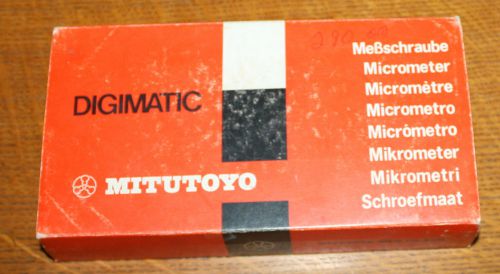 DIGIMATIC
MITUTOYO
Meßschraube
Micrometer
Micromètre
Micrometro
Micrómetro
Mikrometer
Mikrometri
Schroefmaat